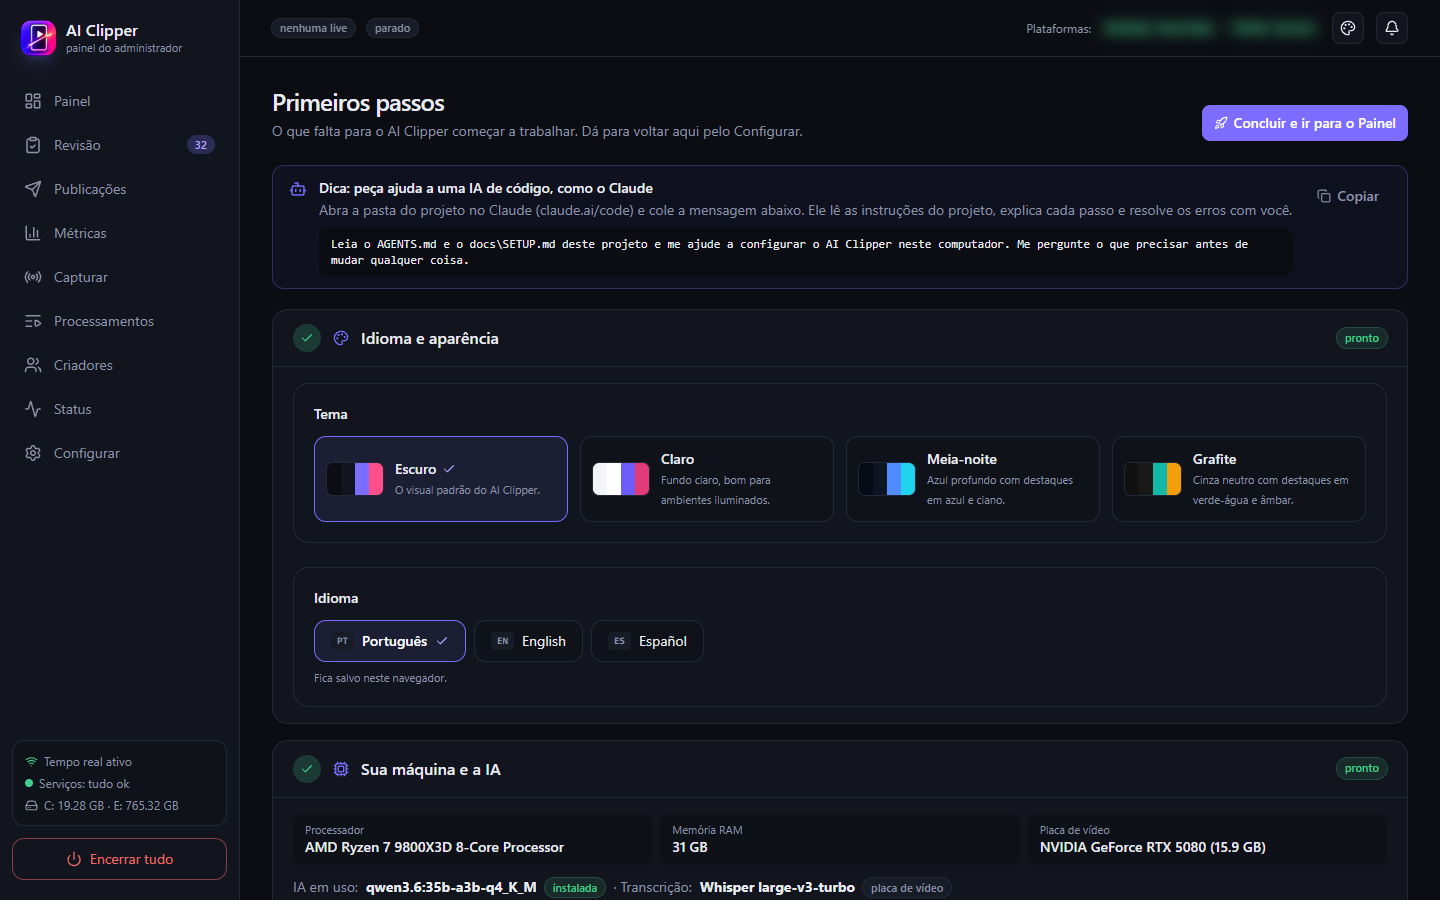 AI Clipper
painel do administrador
Painel
Revisão
32
Publicações
Métricas
Capturar
Processamentos
Criadores
Status
Configurar
Tempo real ativo
Serviços: tudo ok
C: 19.28 GB · E: 765.32 GB
Encerrar tudo
nenhuma live
parado
Plataformas:
Primeiros passos
O que falta para o AI Clipper começar a trabalhar. Dá para voltar aqui pelo Configurar.
Concluir e ir para o Painel
Dica: peça ajuda a uma IA de código, como o Claude
Abra a pasta do projeto no Claude (claude.ai/code) e cole a mensagem abaixo. Ele lê as instruções do projeto, explica cada passo e resolve os erros com você.
Copiar
Leia o AGENTS.md e o docs\SETUP.md deste projeto e me ajude a configurar o AI Clipper neste computador. Me pergunte o que precisar antes de
mudar qualquer coisa.
Idioma e aparência
pronto
Tema
Escuro
O visual padrão do AI Clipper.
Claro
Fundo claro, bom para
ambientes iluminados.
Meia-noite
Azul profundo com destaques
em azul e ciano.
Grafite
Cinza neutro com destaques em
verde-água e âmbar.
Idioma
PT Português
EN English
ES Español
Fica salvo neste navegador.
Sua máquina e a IA
pronto
Processador
AMD Ryzen 7 9800X3D 8-Core Processor
Memória RAM
31 GB
Placa de vídeo
NVIDIA GeForce RTX 5080 (15.9 GB)
IA em uso: qwen3.6:35b-a3b-q4_K_M instalada · Transcrição: Whisper large-v3-turbo placa de vídeo